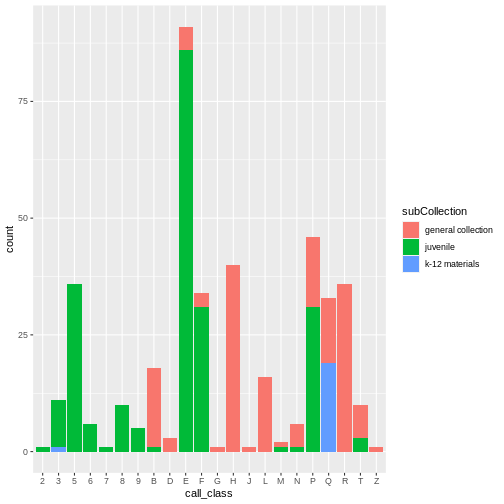 75
50
25
0
count
2 3 5 6 7 8 9 B D E F G H J L M N P Q R T Z
call_class
subCollection
general collection
juvenile
k-12 materials